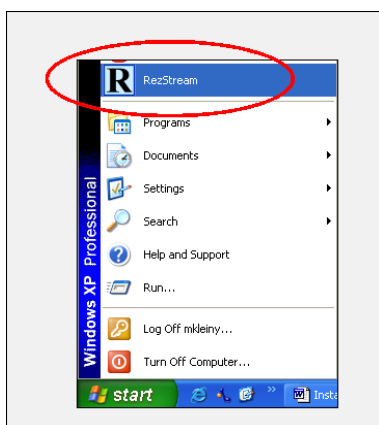 R RezStream
Programs
Documents
Settings
Search
Help and Support
Run...
Log Off mkleiny...
Turn Off Computer...
Windows XP Professional
start
W Insta